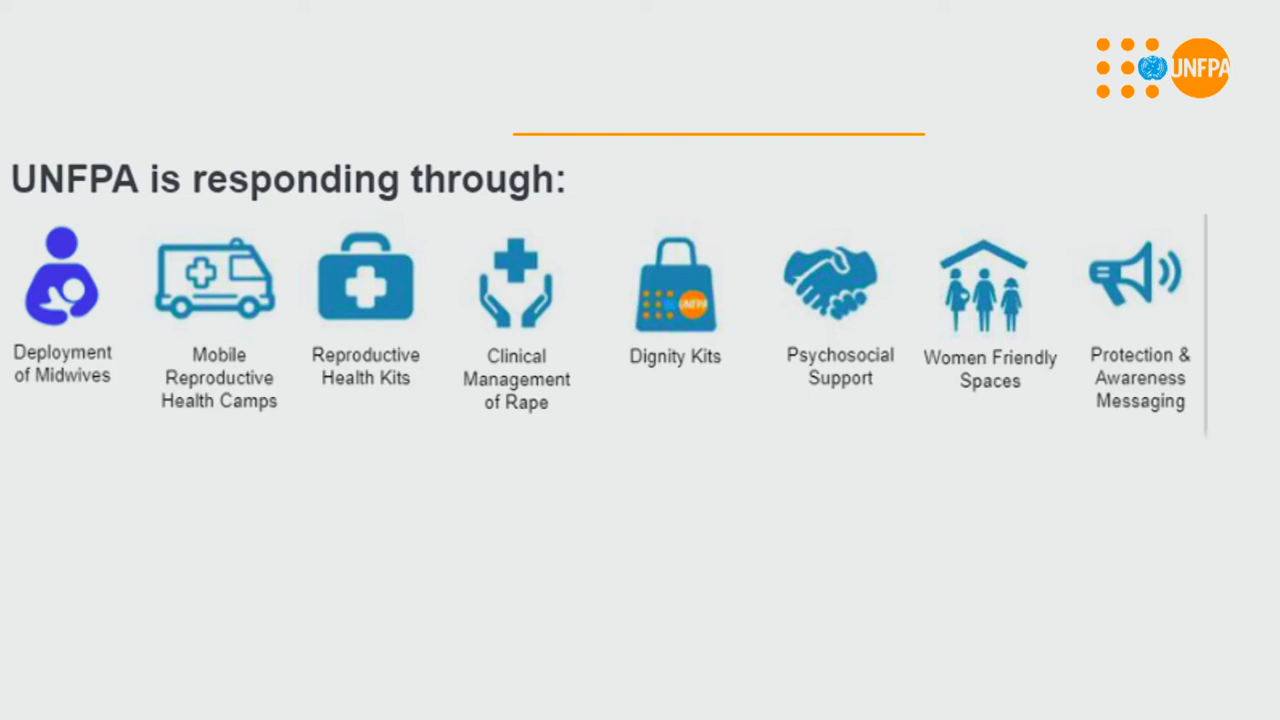 UNFPA
UNFPA is responding through:
UNFPA
Deployment
of Midwives
Mobile
Reproductive
Health Camps
Reproductive
Health Kits
Clinical
Management
of Rape
Dignity Kits
Psychosocial
Support
Women Friendly
Spaces
Protection &
Awareness
Messaging